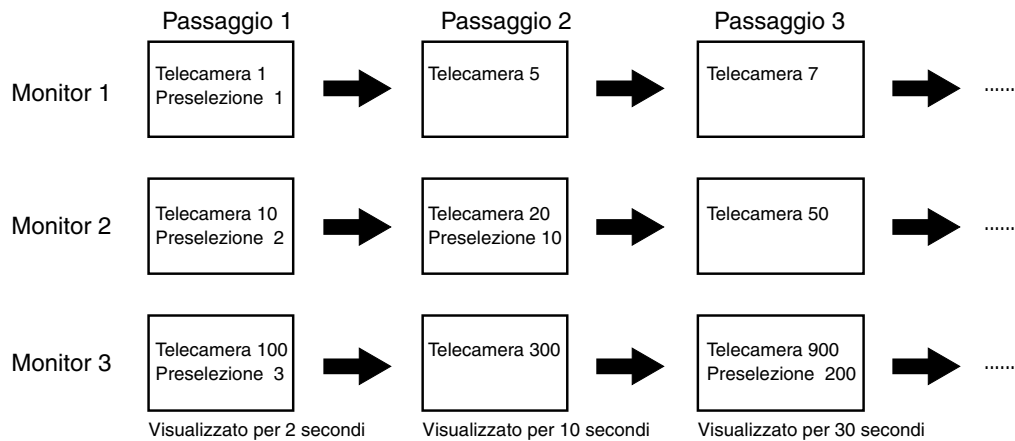 Passaggio 1 Passaggio 2 Passaggio 3
Monitor 1
Telecamera 1
Preselezione 1
Telecamera 5
Telecamera 7
......
Monitor 2
Telecamera 10
Preselezione 2
Telecamera 20
Preselezione 10
Telecamera 50
......
Monitor 3
Telecamera 100
Preselezione 3
Telecamera 300
Telecamera 900
Preselezione 200
......
Visualizzato per 2 secondi Visualizzato per 10 secondi Visualizzato per 30 secondi